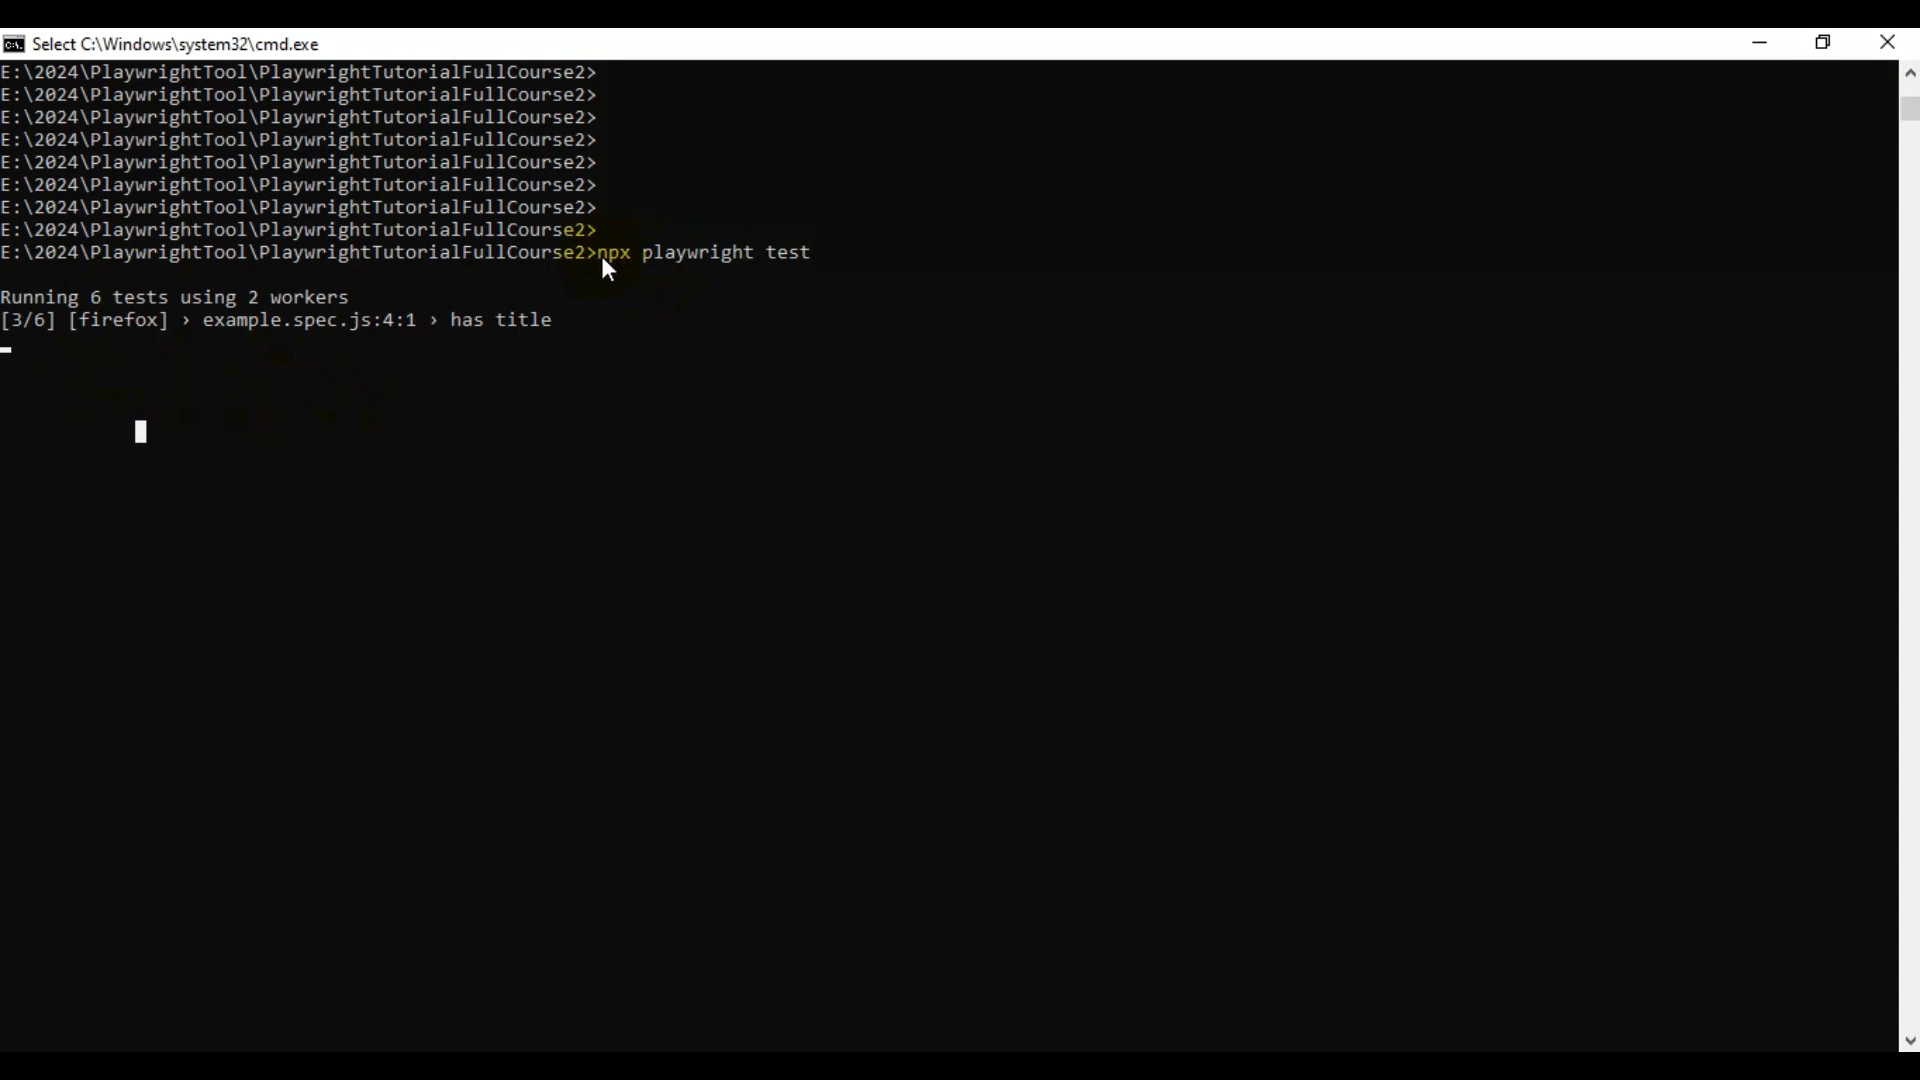 Select C:\Windows\system32\cmd.exe
E:\2024\PlaywrightTool\PlaywrightTutorialFullCourse2>
E:\2024\PlaywrightTool\PlaywrightTutorialFullCourse2>
E:\2024\PlaywrightTool\PlaywrightTutorialFullCourse2>
E:\2024\PlaywrightTool\PlaywrightTutorialFullCourse2>
E:\2024\PlaywrightTool\PlaywrightTutorialFullCourse2>
E:\2024\PlaywrightTool\PlaywrightTutorialFullCourse2>
E:\2024\PlaywrightTool\PlaywrightTutorialFullCourse2>
E:\2024\PlaywrightTool\PlaywrightTutorialFullCourse2>
E:\2024\PlaywrightTool\PlaywrightTutorialFullCourse2>npx playwright test
Running 6 tests using 2 workers
[3/6] [firefox] › example.spec.js:4:1 › has title